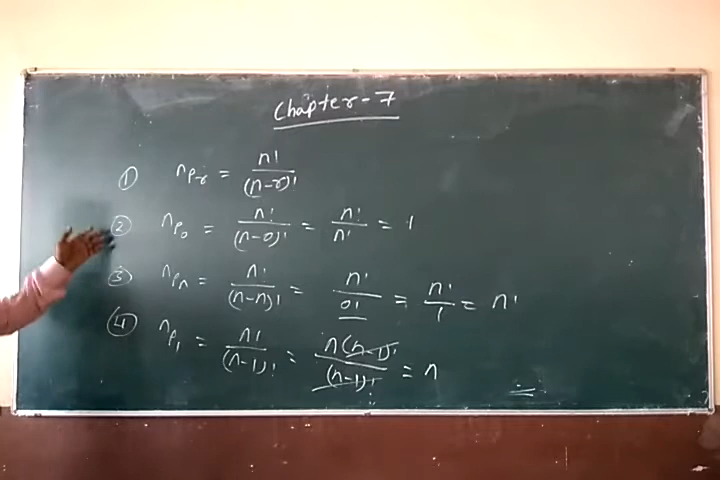 Chapter-7
① ⁿPᵣ = n!/(n-r)!
② ⁿP₀ = n!/(n-0)! = n!/n! = 1
③ ⁿPₙ = n!/(n-n)! = n!/0! = n!/1 = n!
④ ⁿP₁ = n!/(n-1)! = n(n-1)!/(n-1)! = n